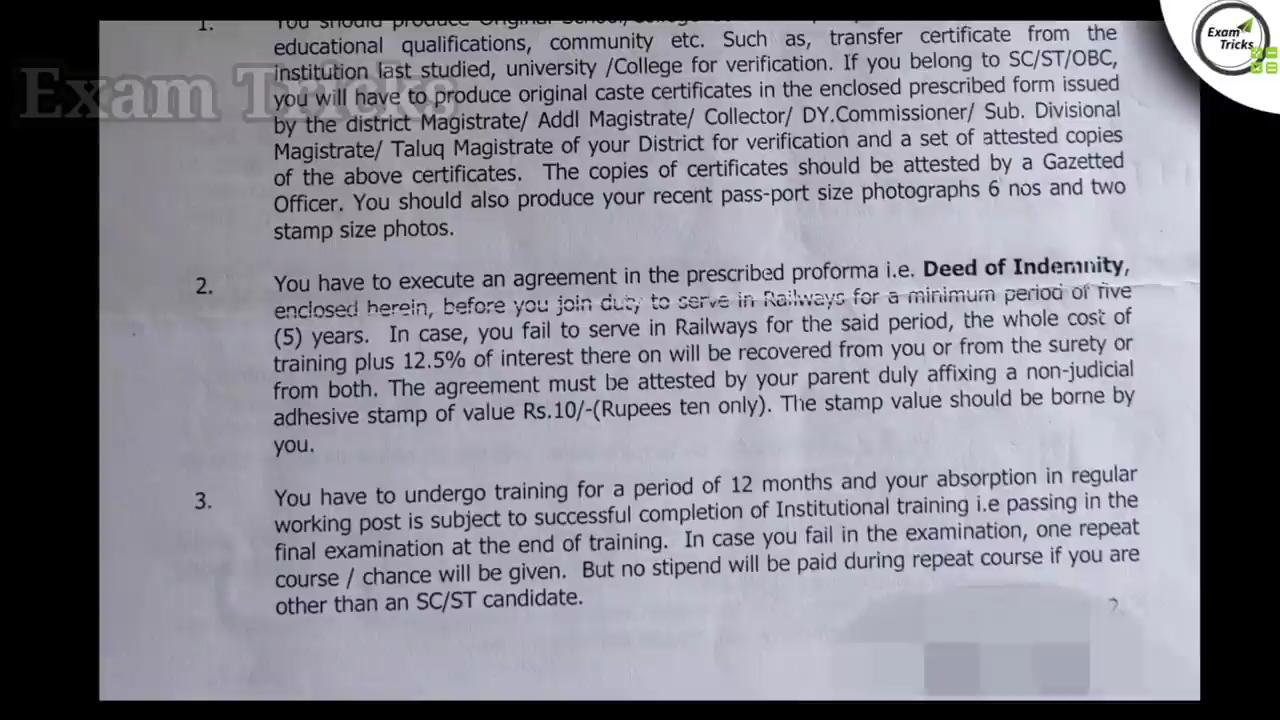 1. You should produce Original School/College
educational qualifications, community etc. Such as, transfer certificate from the
institution last studied, university /College for verification. If you belong to SC/ST/OBC,
you will have to produce original caste certificates in the enclosed prescribed form issued
by the district Magistrate/ Addl Magistrate/ Collector/ DY.Commissioner/ Sub. Divisional
Magistrate/ Taluq Magistrate of your District for verification and a set of attested copies
of the above certificates. The copies of certificates should be attested by a Gazetted
Officer. You should also produce your recent pass-port size photographs 6 nos and two
stamp size photos.
2. You have to execute an agreement in the prescribed proforma i.e. Deed of Indemnity,
enclosed herein, before you join duty to serve in Railways for a minimum period of five
(5) years. In case, you fail to serve in Railways for the said period, the whole cost of
training plus 12.5% of interest there on will be recovered from you or from the surety or
from both. The agreement must be attested by your parent duly affixing a non-judicial
adhesive stamp of value Rs.10/-(Rupees ten only). The stamp value should be borne by
you.
3. You have to undergo training for a period of 12 months and your absorption in regular
working post is subject to successful completion of Institutional training i.e passing in the
final examination at the end of training. In case you fail in the examination, one repeat
course / chance will be given. But no stipend will be paid during repeat course if you are
other than an SC/ST candidate.
Exam Tricks
Exam
Tricks